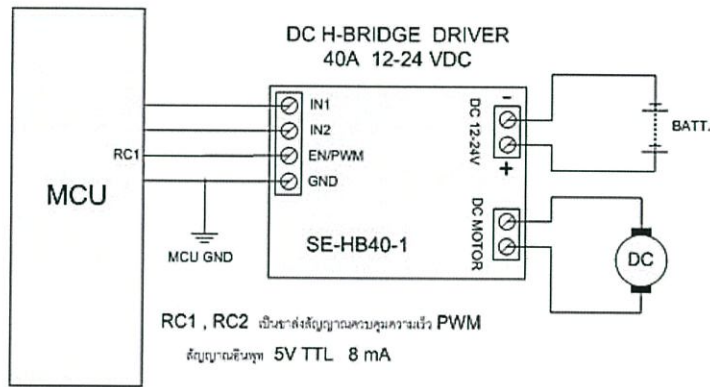 DC H-BRIDGE DRIVER
40A 12-24 VDC
IN1
IN2
RC1
EN/PWM
GND
MCU
MCU GND
SE-HB40-1
-
DC 12-24V
+
DC MOTOR
BATT.
DC
RC1 , RC2 เป็นขาส่งสัญญาณควบคุมความเร็ว PWM
สัญญาณอินพุท 5V TTL 8 mA